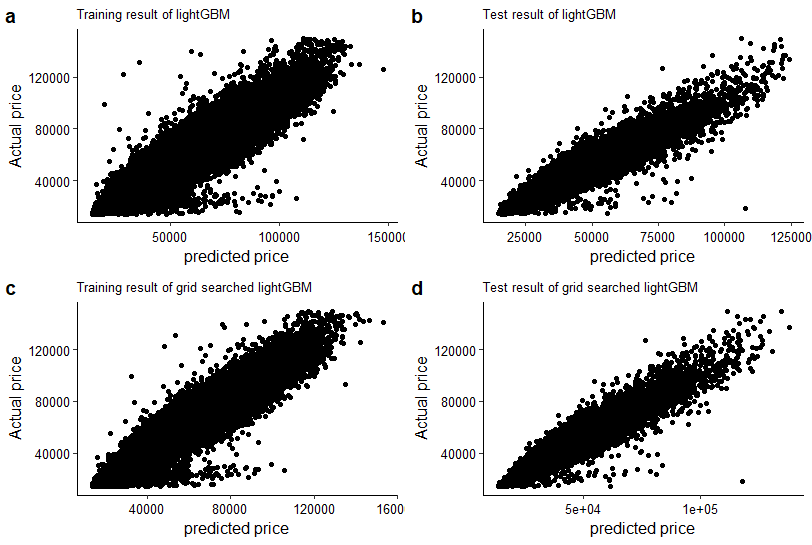 a Training result of lightGBM
Actual price
120000
80000
40000
50000 100000 150000
predicted price
b Test result of lightGBM
Actual price
120000
80000
40000
25000 50000 75000 100000 125000
predicted price
c Training result of grid searched lightGBM
Actual price
120000
80000
40000
40000 80000 120000 1600
predicted price
d Test result of grid searched lightGBM
Actual price
120000
80000
40000
5e+04 1e+05
predicted price